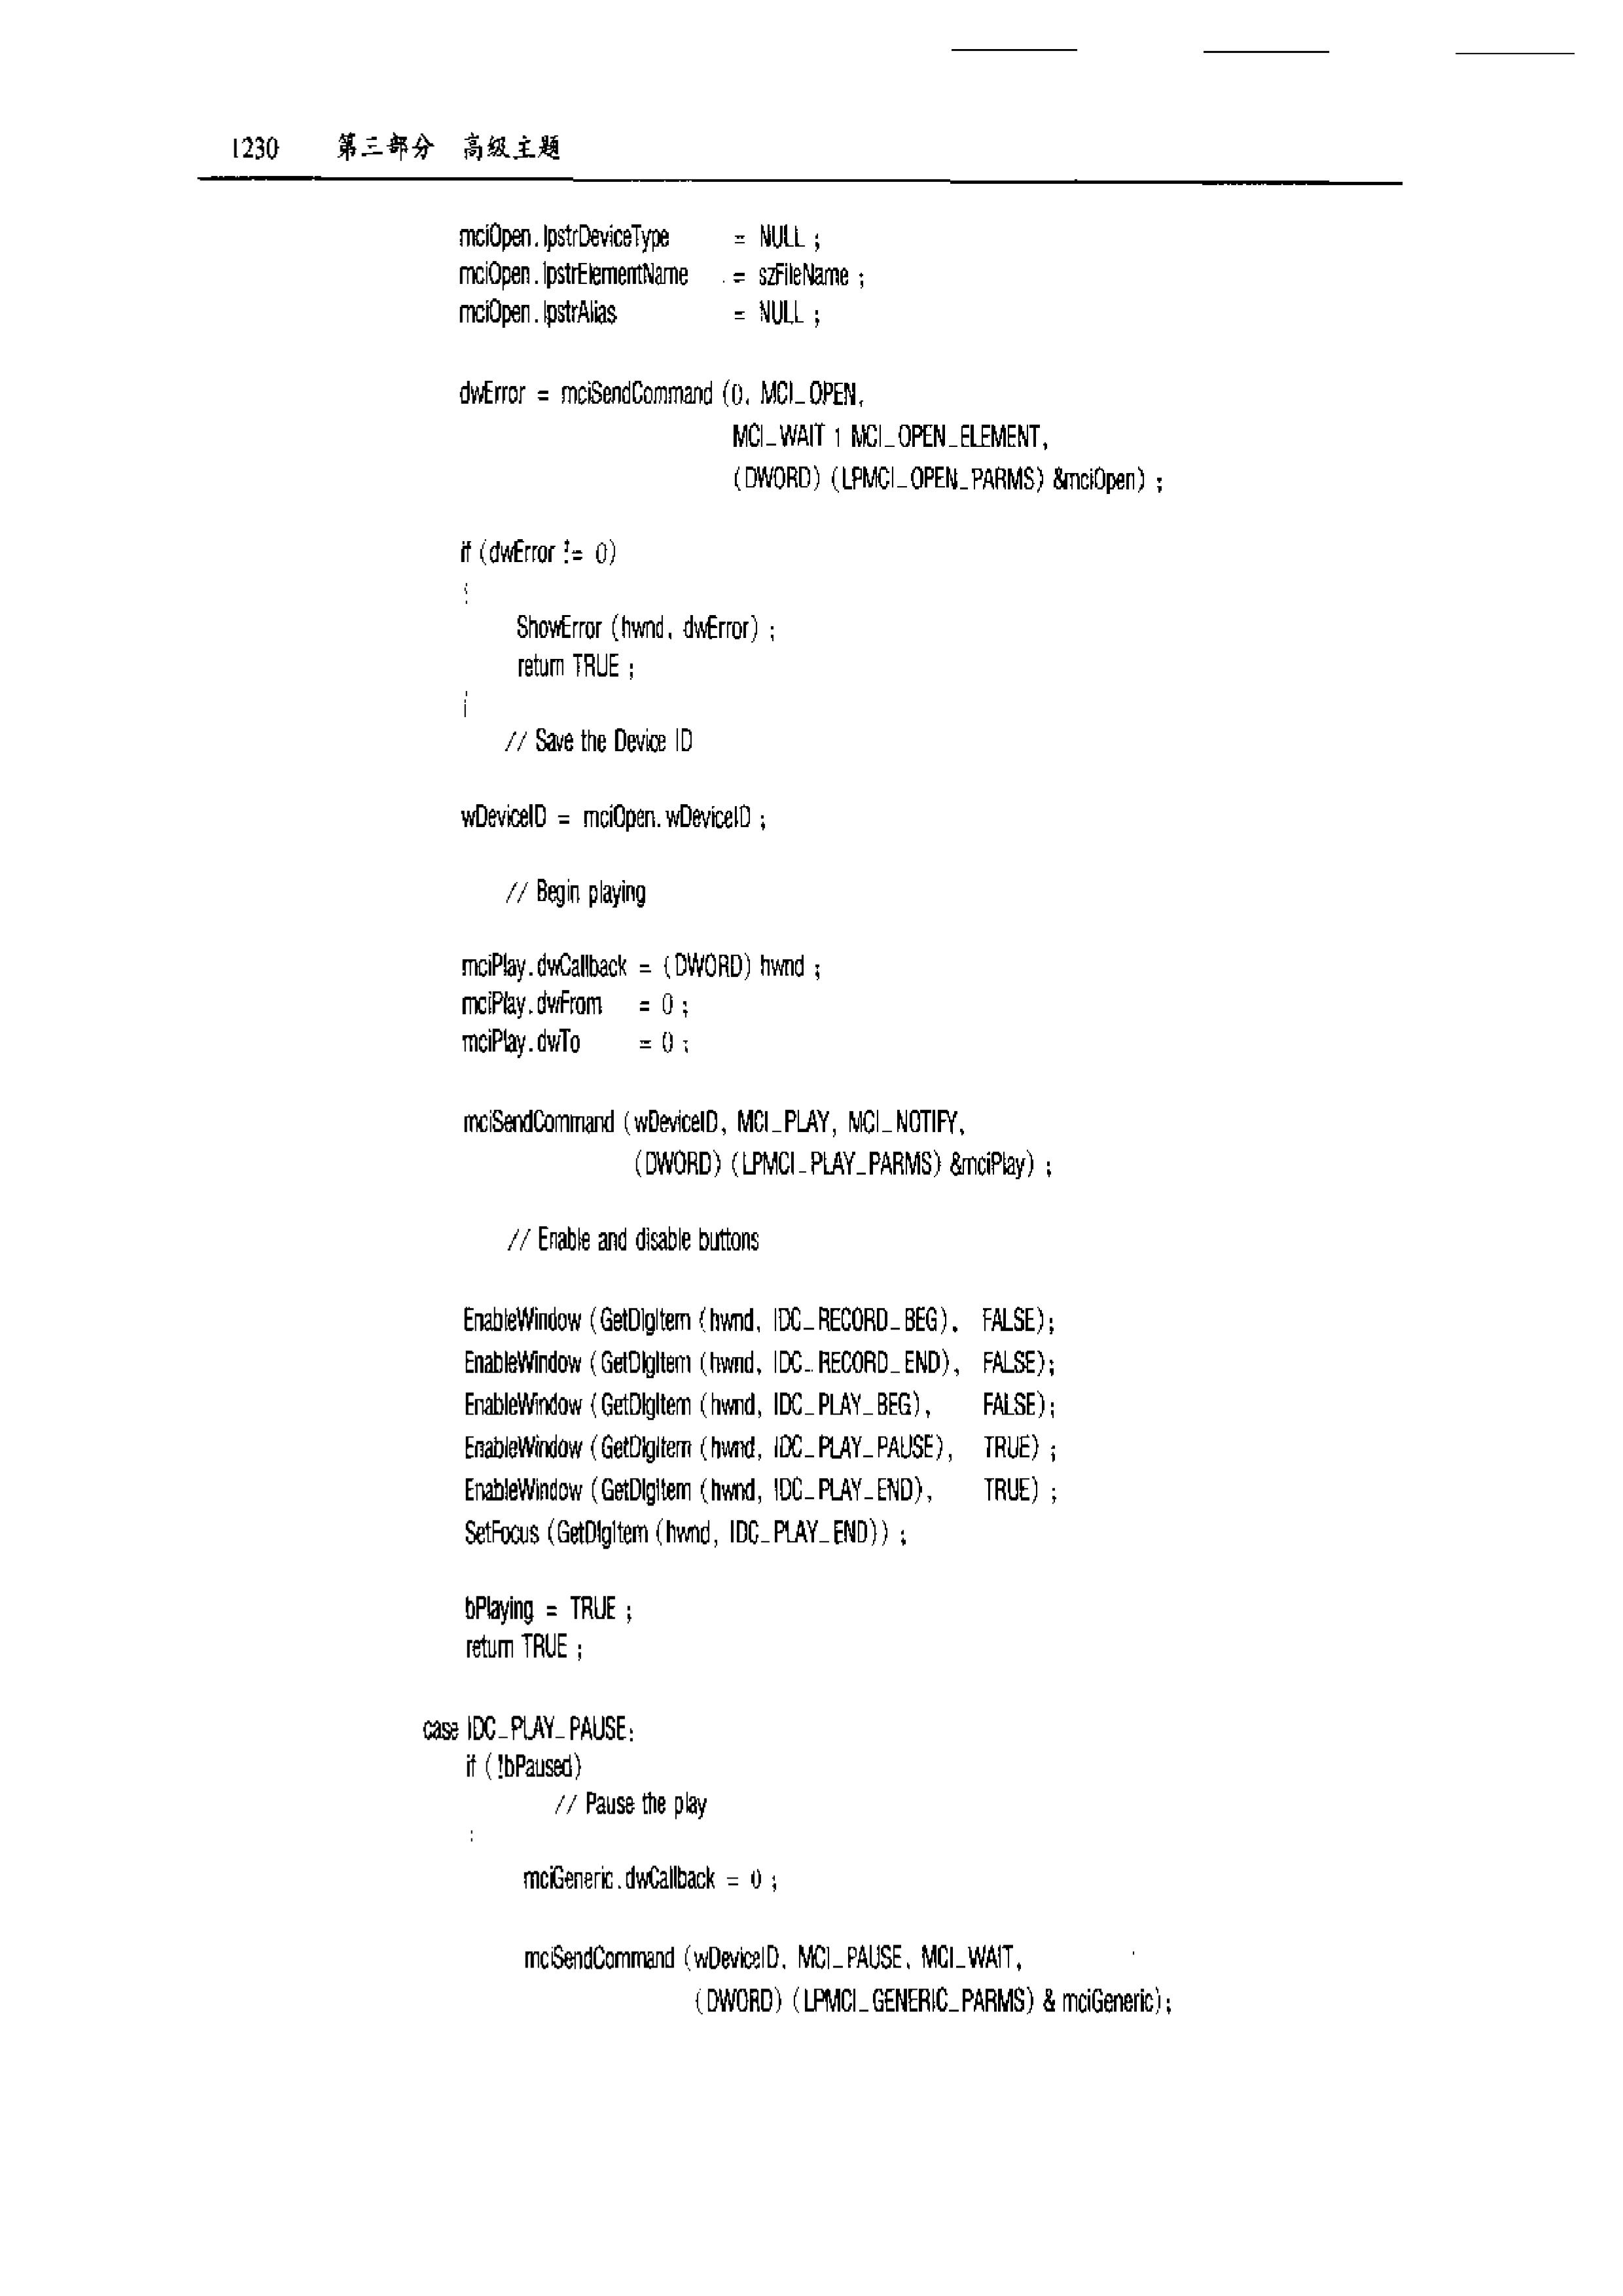 1230 第三部分 高级主题
mciOpen.lpstrDeviceType = NULL ;
mciOpen.lpstrElementName = szFileName ;
mciOpen.lpstrAlias = NULL ;
dwError = mciSendCommand (0, MCI_OPEN,
MCI_WAIT | MCI_OPEN_ELEMENT,
(DWORD) (LPMCI_OPEN_PARMS) &mciOpen) ;
if (dwError != 0)
{
ShowError (hwnd, dwError) ;
return TRUE ;
}
// Save the Device ID
wDeviceID = mciOpen.wDeviceID ;
// Begin playing
mciPlay.dwCallback = (DWORD) hwnd ;
mciPlay.dwFrom = 0 ;
mciPlay.dwTo = 0 ;
mciSendCommand (wDeviceID, MCI_PLAY, MCI_NOTIFY,
(DWORD) (LPMCI_PLAY_PARMS) &mciPlay) ;
// Enable and disable buttons
EnableWindow (GetDlgItem (hwnd, IDC_RECORD_BEG), FALSE);
EnableWindow (GetDlgItem (hwnd, IDC_RECORD_END), FALSE);
EnableWindow (GetDlgItem (hwnd, IDC_PLAY_BEG), FALSE);
EnableWindow (GetDlgItem (hwnd, IDC_PLAY_PAUSE), TRUE) ;
EnableWindow (GetDlgItem (hwnd, IDC_PLAY_END), TRUE) ;
SetFocus (GetDlgItem (hwnd, IDC_PLAY_END)) ;
bPlaying = TRUE ;
return TRUE ;
case IDC_PLAY_PAUSE:
if (!bPaused)
// Pause the play
{
mciGeneric.dwCallback = 0 ;
mciSendCommand (wDeviceID, MCI_PAUSE, MCI_WAIT,
(DWORD) (LPMCI_GENERIC_PARMS) & mciGeneric);